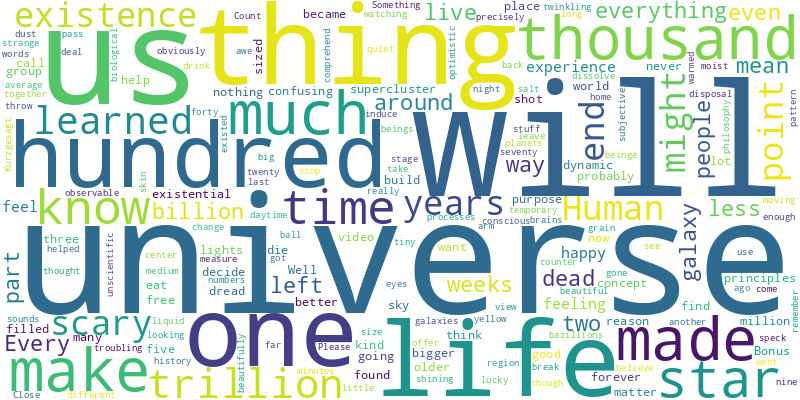 existence
us
thing
thousand
Something
watching
precisely
place
twinkling
long
everything
even
became
live
Count
sized
awe
comprehend
optimistic
dust
pass
strange
deal
words
biological
obviously
call
group
help
drink
quiet
back
average
together
throw
Kurzgesagt
forty
nothing
confusing
supercluster
experience
never
mean
dissolve
warmed
moist
disposal
pattern
learned
much
around
night
salt
shot
world
home
subjective
end
might
people
philosophy
lot
point
hundred
will
existed
induce
beings
stage
take
stuff
leave
planets
seventy
way
beinge
dynamic
probably
build
big
twenty
last
really
skin
observable
existential
know
time
years
purpose
temporary
conscious
brains
Human
moving
enough
feel
billion
daytime
change
processes
arm
grain
now
see
galaxy
less
three
helped
thought
unscientific
center
medium
lights
ball
measure
got
video
tiny
die
Well
want
counter
happy
gone
beautiful
concept
use
principles
ago
come
part
universe
eat
free
liquid
decide
numbers
dread
left
better
eyes
sky
view
galaxies
weeks
yellow
dead
feeling
find
another
million
remember
sounds
filled
scary
looking
one
size
Please
think
offer
bazillions
two
reason
made
speck
Every
many
troubling
five
history
beautifully
far
kind
going
bigger
region
good
break
believe
went
Bonus
Close
different
make
trillion
minutes
found
little
older
shining
life
lucky
though
forever
matter
star
nine
stop